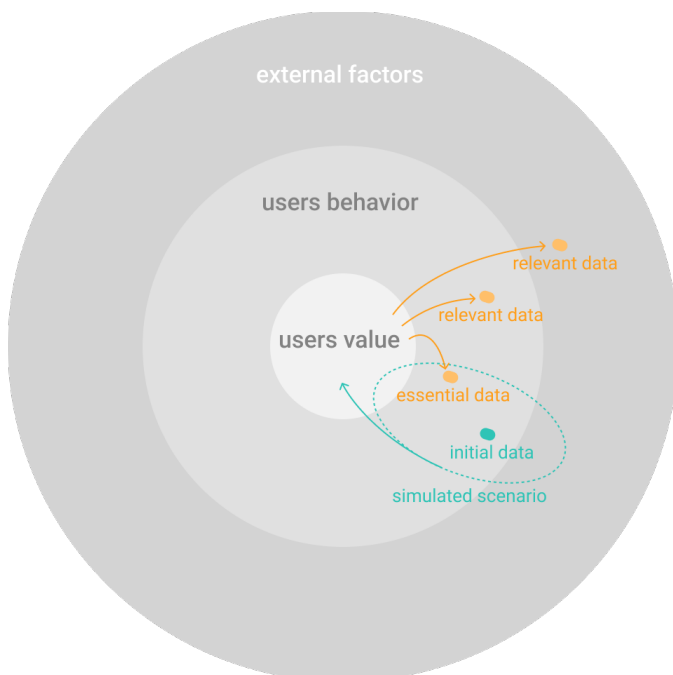 external factors
users behavior
relevant data
relevant data
users value
essential data
initial data
simulated scenario